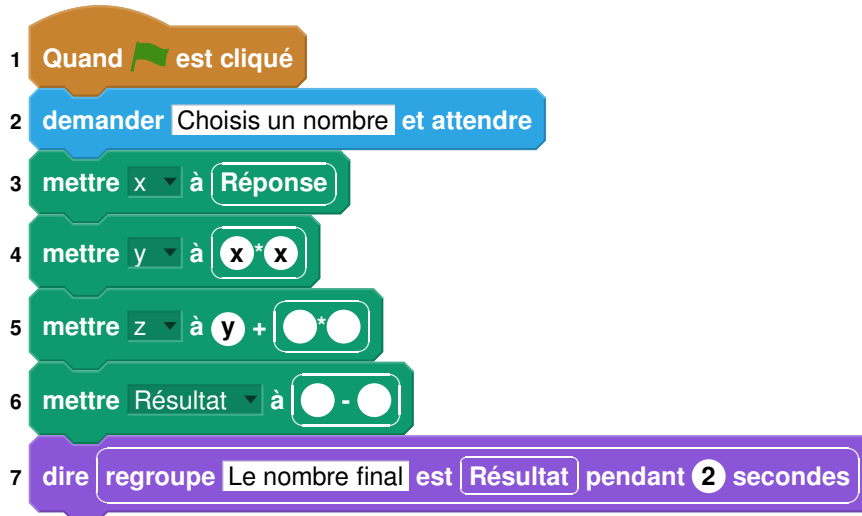 1 Quand est cliqué
2 demander Choisis un nombre et attendre
3 mettre x à Réponse
4 mettre y à x * x
5 mettre z à y + *
6 mettre Résultat à -
7 dire regroupe Le nombre final est Résultat pendant 2 secondes